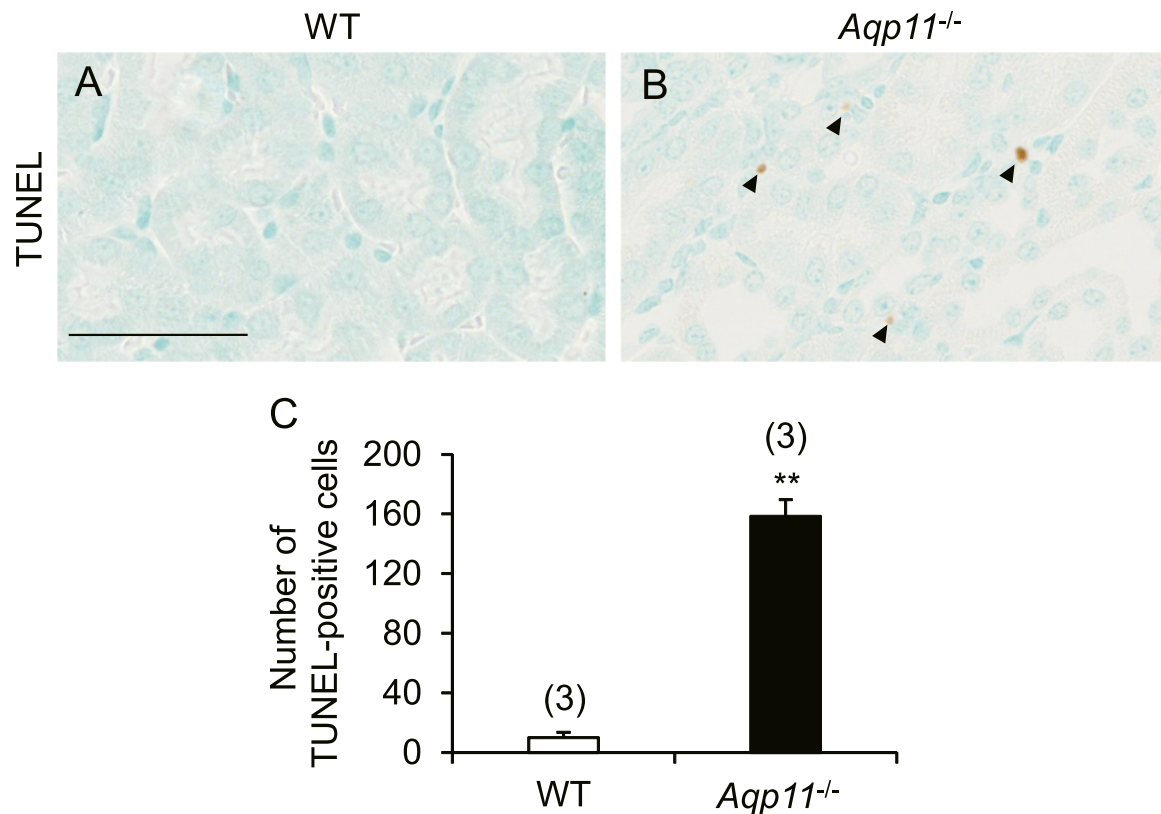 WT
Aqp11-/-
TUNEL
A
B
C
Number of
TUNEL-positive cells
200
160
120
80
40
0
(3)
(3)
**
WT
Aqp11-/-